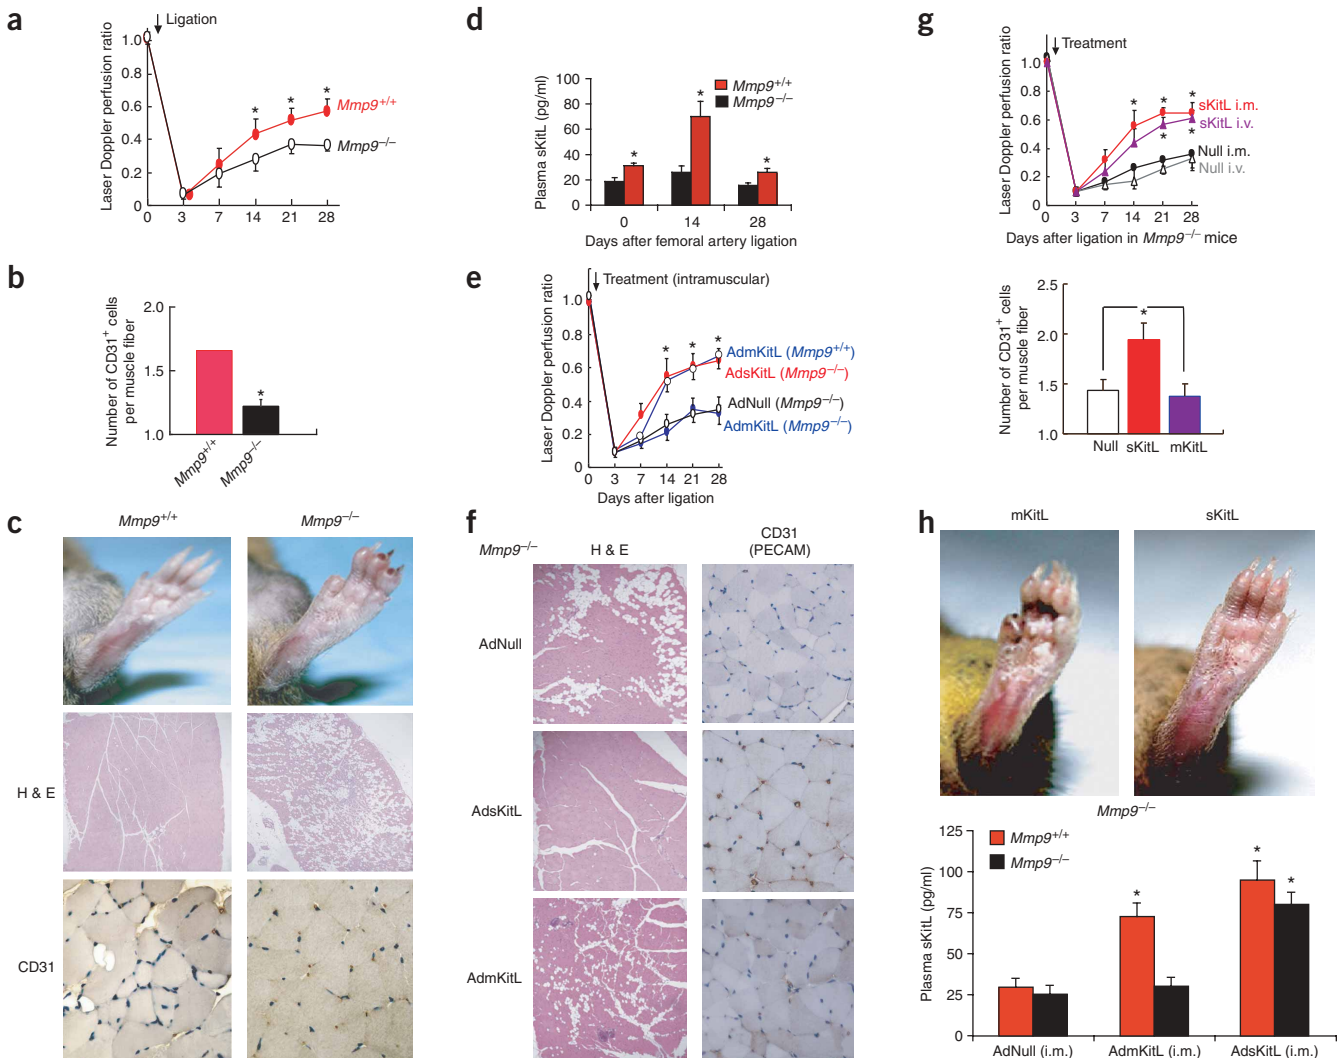 a
Ligation
Laser Doppler perfusion ratio
1.0
0.8
0.6
0.4
0.2
0
0 3 7 14 21 28
* * *
Mmp9+/+
Mmp9−/−
b
Number of CD31+ cells
per muscle fiber
2.0
1.5
1.0
*
Mmp9+/+
Mmp9−/−
c
Mmp9+/+ Mmp9−/−
H & E
CD31
d
Plasma sKitL (pg/ml)
100
80
60
40
20
0
* * *
Mmp9+/+
Mmp9−/−
0 14 28
Days after femoral artery ligation
e
Treatment (intramuscular)
Laser Doppler perfusion ratio
1.0
0.8
0.6
0.4
0.2
0
* * *
AdmKitL (Mmp9+/+)
AdsKitL (Mmp9−/−)
AdNull (Mmp9−/−)
AdmKitL (Mmp9−/−)
0 3 7 14 21 28
Days after ligation
f
Mmp9−/− H & E CD31
(PECAM)
AdNull
AdsKitL
AdmKitL
g
Treatment
Laser Doppler perfusion ratio
1.0
0.8
0.6
0.4
0.2
0
* * *
* *
sKitL i.m.
sKitL i.v.
Null i.m.
Null i.v.
0 3 7 14 21 28
Days after ligation in Mmp9−/− mice
Number of CD31+ cells
per muscle fiber
2.5
2.0
1.5
1.0
*
Null sKitL mKitL
h
mKitL sKitL
Mmp9−/−
Plasma sKitL (pg/ml)
125
100
75
50
25
0
Mmp9+/+
Mmp9−/−
* * *
AdNull (i.m.) AdmKitL (i.m.) AdsKitL (i.m.)